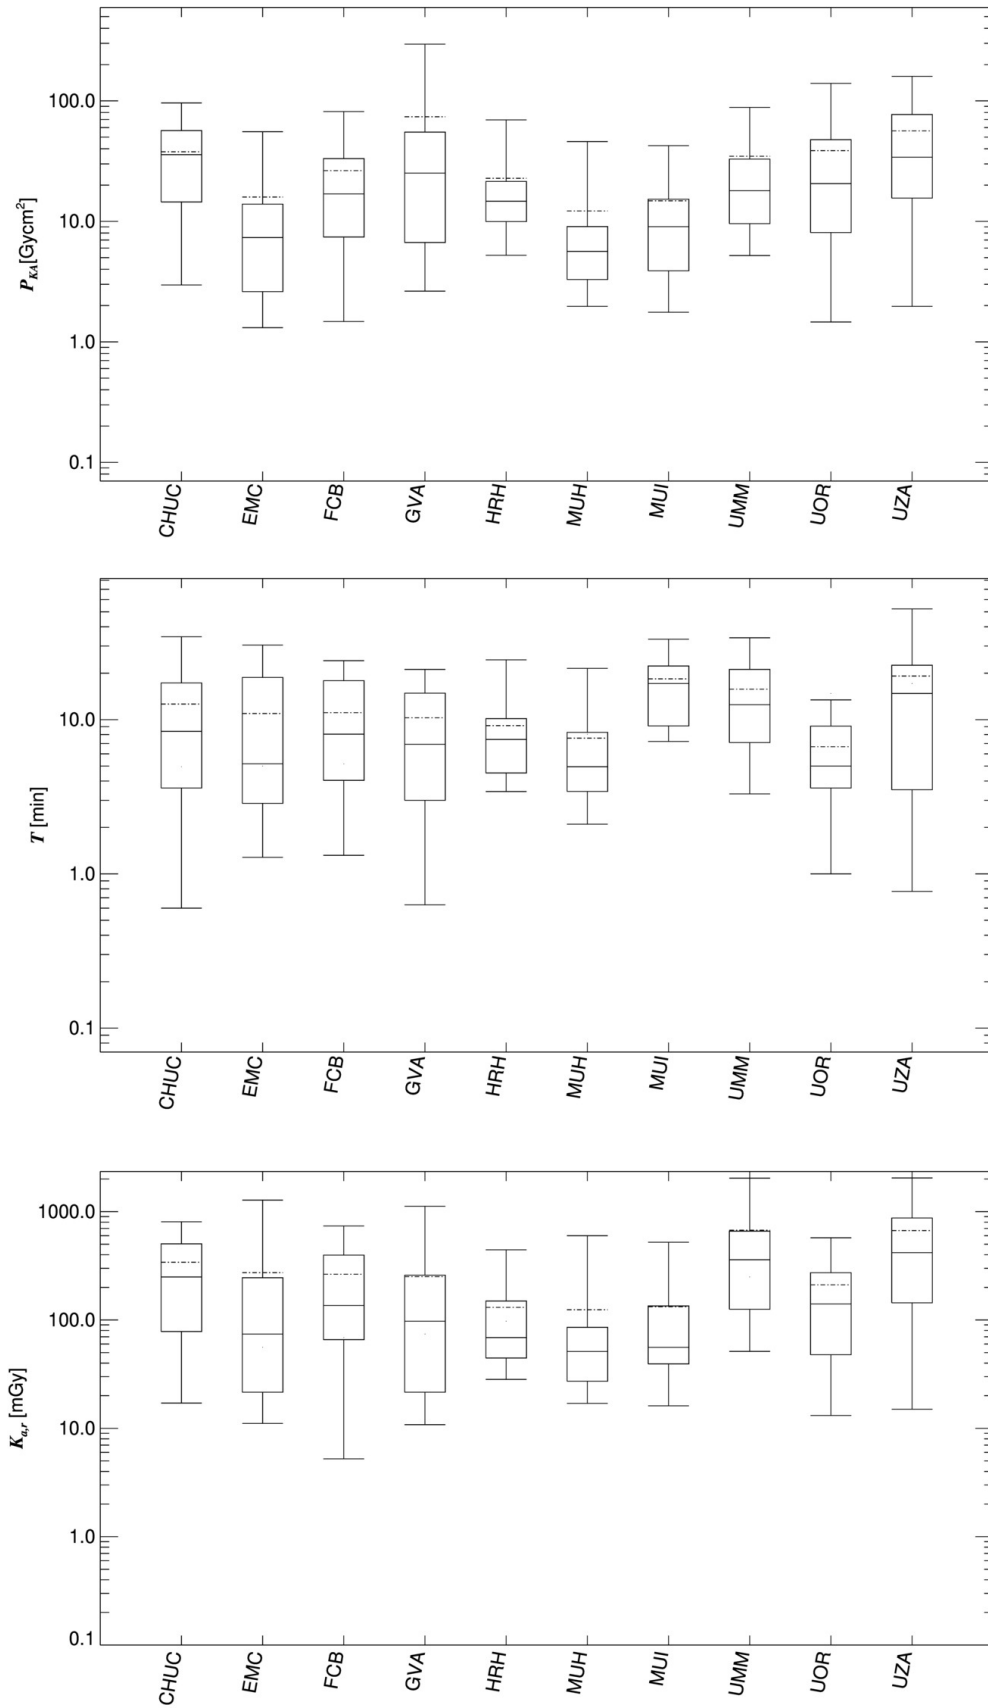 100.0
10.0
1.0
0.1
P_KA[Gycm²]
CHUC EMC FCB GVA HRH MUH MUI UMM UOR UZA
10.0
1.0
0.1
T [min]
CHUC EMC FCB GVA HRH MUH MUI UMM UOR UZA
1000.0
100.0
10.0
1.0
0.1
K_a,r [mGy]
CHUC EMC FCB GVA HRH MUH MUI UMM UOR UZA